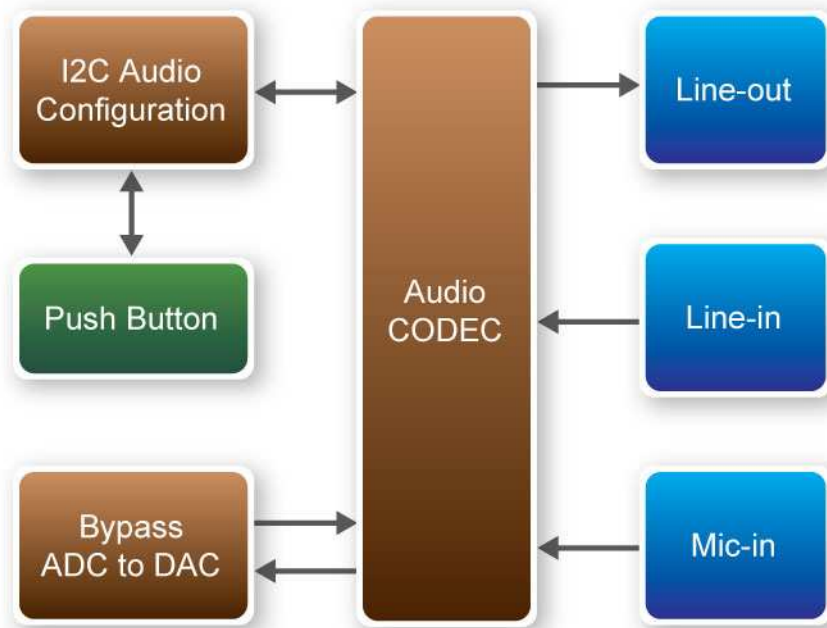 I2C Audio
Configuration
Line-out
Push Button
Audio
CODEC
Line-in
Bypass
ADC to DAC
Mic-in